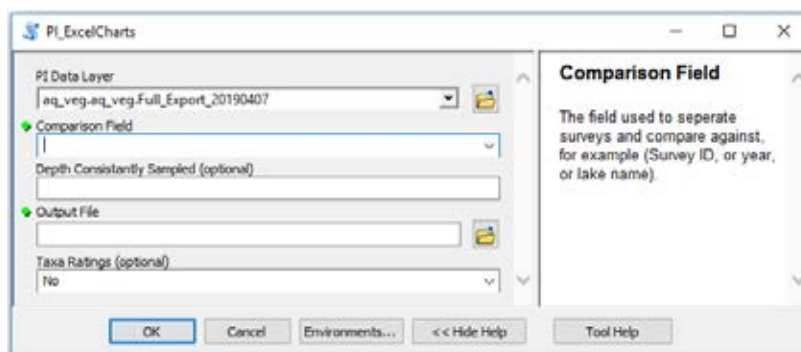 PI_ExcelCharts
PI Data Layer
aq_veg.aq_veg.Full_Export_20190407
Comparison Field
Depth Consistantly Sampled (optional)
Output File
Taxa Ratings (optional)
No
OK
Cancel
Environments...
<< Hide Help
Tool Help
Comparison Field
The field used to seperate
surveys and compare against,
for example (Survey ID, or year,
or lake name).